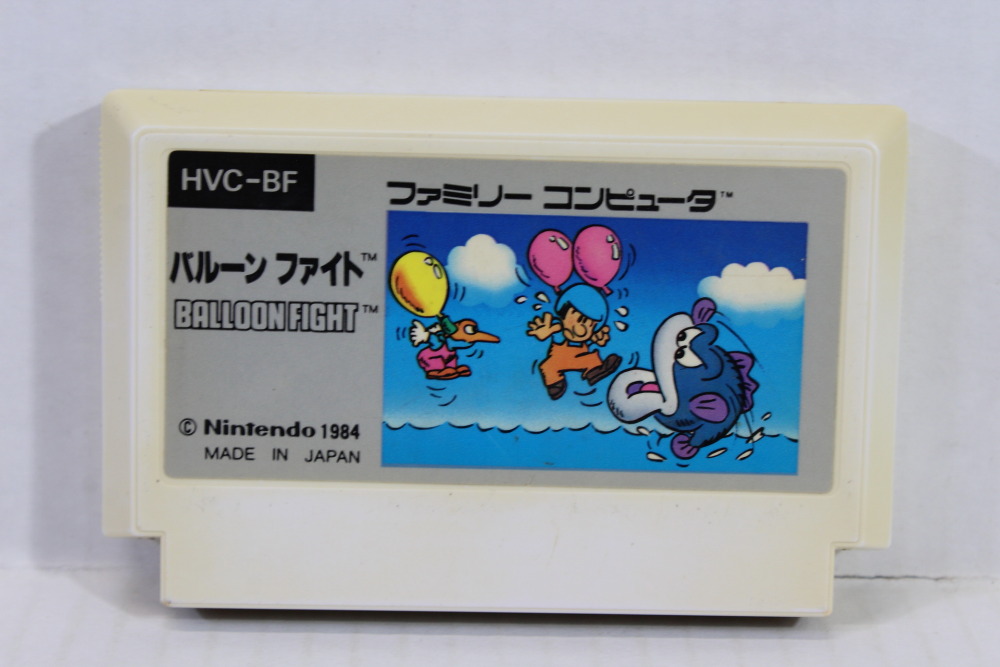 HVC-BF
ファミリー コンピュータ™
バルーン ファイト™
BALLOON FIGHT™
© Nintendo 1984
MADE IN JAPAN